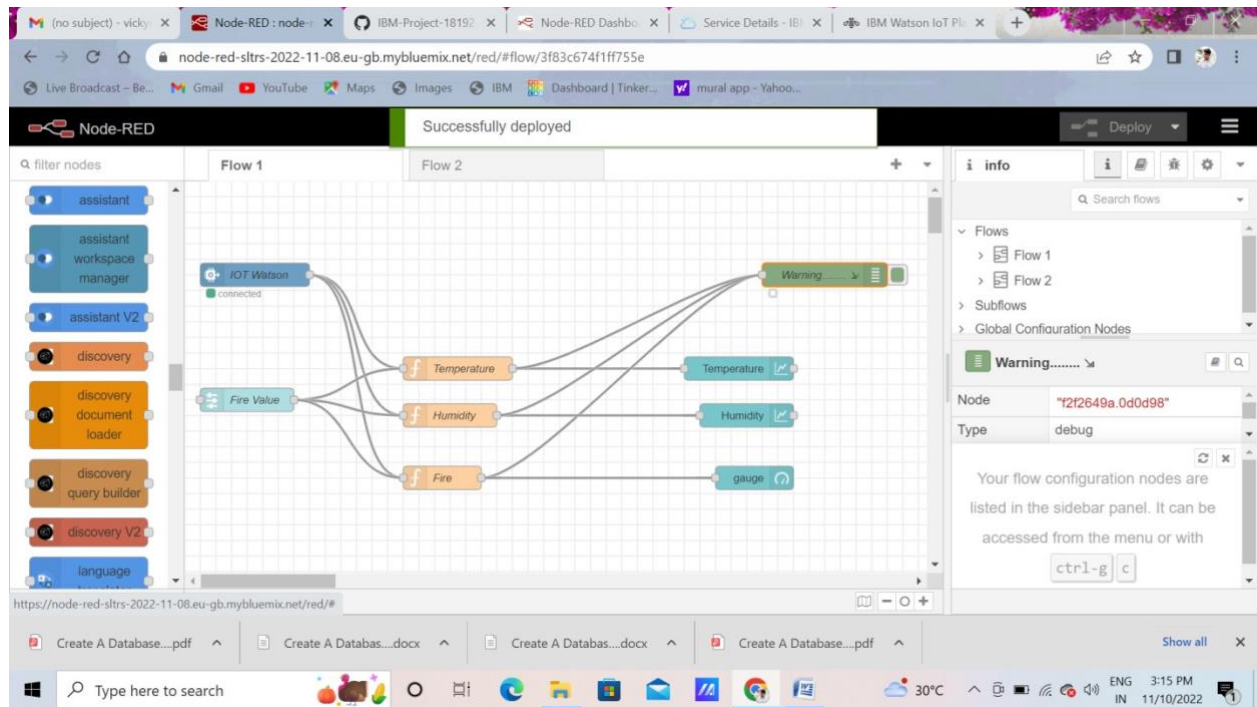 (no subject) - vicky
Node-RED : node-r
IBM-Project-18192
Node-RED Dashbo
Service Details - IB
IBM Watson IoT Pl
node-red-sltrs-2022-11-08.eu-gb.mybluemix.net/red/#flow/3f83c674f1ff755e
Live Broadcast – Be...
Gmail
YouTube
Maps
Images
IBM
Dashboard | Tinker...
mural app - Yahoo...
Node-RED
Successfully deployed
Deploy
filter nodes
Flow 1
Flow 2
i info
assistant
assistant
workspace
manager
assistant V2
discovery
discovery
document
loader
discovery
query builder
discovery V2
language
IOT Watson
connected
Fire Value
Temperature
Humidity
Fire
Warning........
Temperature
Humidity
gauge
Search flows
Flows
Flow 1
Flow 2
Subflows
Global Configuration Nodes
Warning........
Node
"f2f2649a.0d0d98"
Type
debug
Your flow configuration nodes are
listed in the sidebar panel. It can be
accessed from the menu or with
ctrl-g c
https://node-red-sltrs-2022-11-08.eu-gb.mybluemix.net/red/#
Create A Database....pdf
Create A Databas....docx
Create A Databas....docx
Create A Database....pdf
Show all
Type here to search
30°C
ENG
IN
3:15 PM
11/10/2022